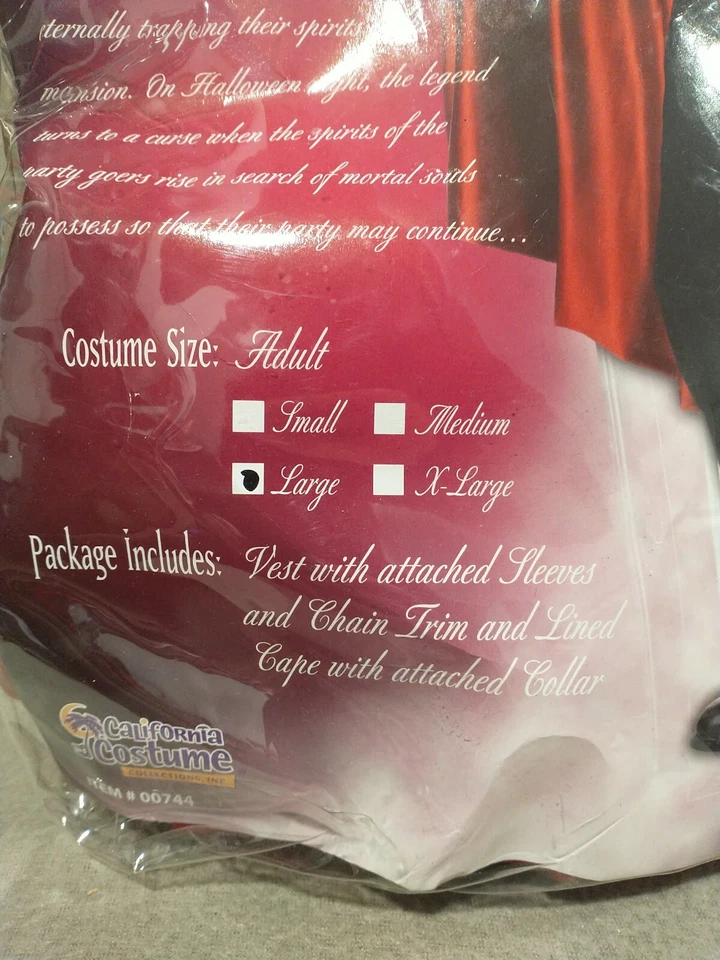 ternally trapping their spirits
mansion. On Halloween night, the legend
turns to a curse when the spirits of the
party goers rise in search of mortal souls
to possess so that their party may continue...
Costume Size: Adult
Small Medium
Large X-Large
Package Includes: Vest with attached Sleeves
and Chain Trim and Lined
Cape with attached Collar
California
Costume
COLLECTIONS, INC.
ITEM # 00744